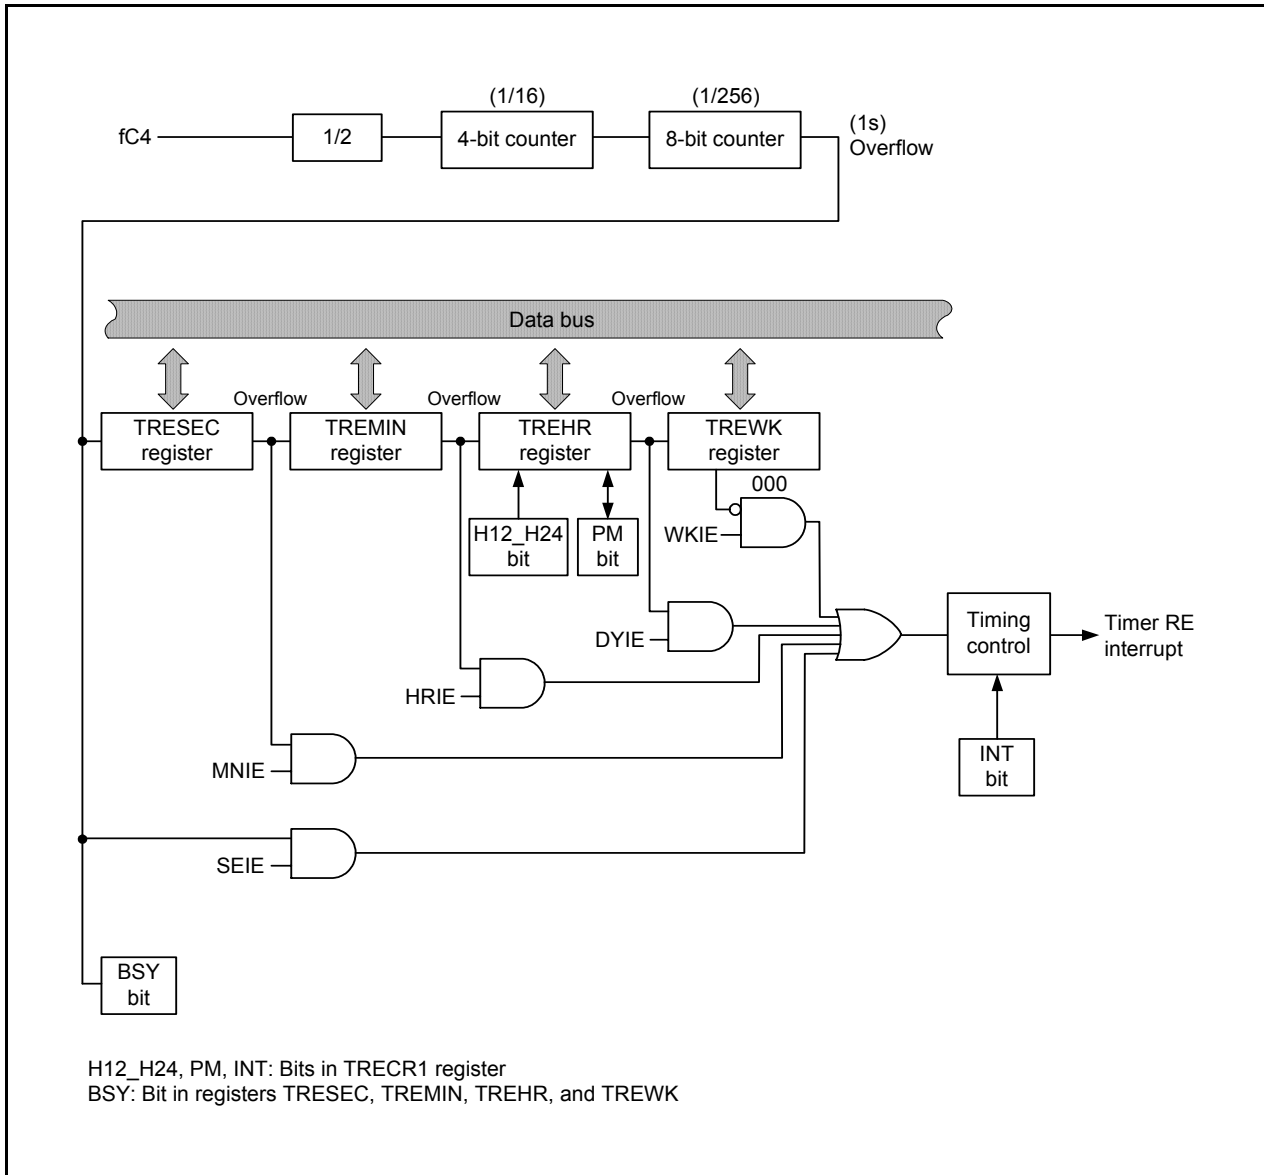 (1/16)
(1/256)
fC4
1/2
4-bit counter
8-bit counter
(1s)
Overflow
Data bus
Overflow
Overflow
Overflow
TRESEC
register
TREMIN
register
TREHR
register
TREWK
register
000
H12_H24
bit
PM
bit
WKIE
DYIE
Timing
control
Timer RE
interrupt
HRIE
MNIE
INT
bit
SEIE
BSY
bit
H12_H24, PM, INT: Bits in TRECR1 register
BSY: Bit in registers TRESEC, TREMIN, TREHR, and TREWK